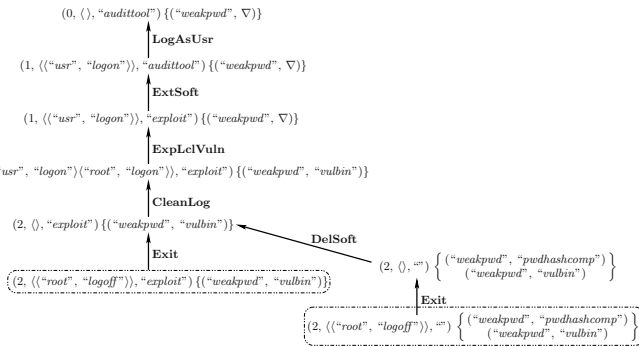 (0, ⟨ ⟩, “audittool”) {(“weakpwd”, ∇)}
LogAsUsr
(1, ⟨⟨“usr”, “logon”⟩⟩, “audittool”) {(“weakpwd”, ∇)}
ExtSoft
(1, ⟨⟨“usr”, “logon”⟩⟩, “exploit”) {(“weakpwd”, ∇)}
ExpLclVuln
usr”, “logon”⟩⟨“root”, “logon”⟩⟩, “exploit”) {(“weakpwd”, “vulbin”)}
CleanLog
(2, ⟨⟩, “exploit”) {(“weakpwd”, “vulbin”)}
DelSoft
Exit
(2, ⟨⟩, “”) {(“weakpwd”, “pwdhashcomp”)
(“weakpwd”, “vulbin”)}
(2, ⟨⟨“root”, “logoff”⟩⟩, “exploit”) {(“weakpwd”, “vulbin”)}
Exit
(2, ⟨⟨“root”, “logoff”⟩⟩, “”) {(“weakpwd”, “pwdhashcomp”)
(“weakpwd”, “vulbin”)}